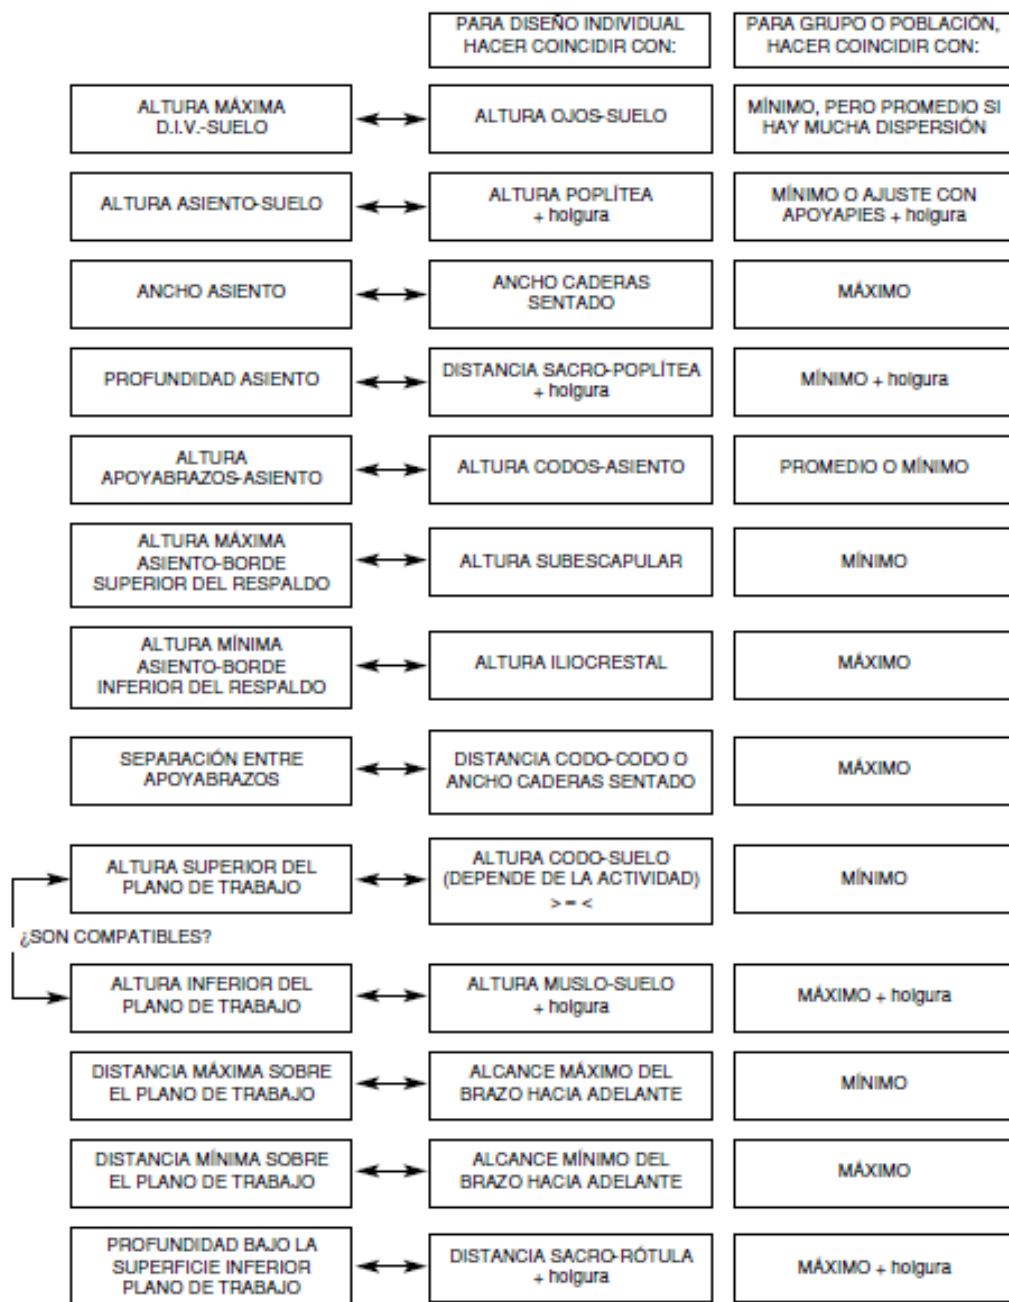 PARA DISEÑO INDIVIDUAL
HACER COINCIDIR CON:
PARA GRUPO O POBLACIÓN,
HACER COINCIDIR CON:
ALTURA MÁXIMA
D.I.V.-SUELO
ALTURA OJOS-SUELO
MÍNIMO, PERO PROMEDIO SI
HAY MUCHA DISPERSIÓN
ALTURA ASIENTO-SUELO
ALTURA POPLÍTEA
+ holgura
MÍNIMO O AJUSTE CON
APOYAPIES + holgura
ANCHO ASIENTO
ANCHO CADERAS
SENTADO
MÁXIMO
PROFUNDIDAD ASIENTO
DISTANCIA SACRO-POPLÍTEA
+ holgura
MÍNIMO + holgura
ALTURA
APOYABRAZOS-ASIENTO
ALTURA CODOS-ASIENTO
PROMEDIO O MÍNIMO
ALTURA MÁXIMA
ASIENTO-BORDE
SUPERIOR DEL RESPALDO
ALTURA SUBESCAPULAR
MÍNIMO
ALTURA MÍNIMA
ASIENTO-BORDE
INFERIOR DEL RESPALDO
ALTURA ILIOCRESTAL
MÁXIMO
SEPARACIÓN ENTRE
APOYABRAZOS
DISTANCIA CODO-CODO O
ANCHO CADERAS SENTADO
MÁXIMO
ALTURA SUPERIOR DEL
PLANO DE TRABAJO
ALTURA CODO-SUELO
(DEPENDE DE LA ACTIVIDAD)
> = <
MÍNIMO
¿SON COMPATIBLES?
ALTURA INFERIOR DEL
PLANO DE TRABAJO
ALTURA MUSLO-SUELO
+ holgura
MÁXIMO + holgura
DISTANCIA MÁXIMA SOBRE
EL PLANO DE TRABAJO
ALCANCE MÁXIMO DEL
BRAZO HACIA ADELANTE
MÍNIMO
DISTANCIA MÍNIMA SOBRE
EL PLANO DE TRABAJO
ALCANCE MÍNIMO DEL
BRAZO HACIA ADELANTE
MÁXIMO
PROFUNDIDAD BAJO LA
SUPERFICIE INFERIOR
PLANO DE TRABAJO
DISTANCIA SACRO-RÓTULA
+ holgura
MÁXIMO + holgura